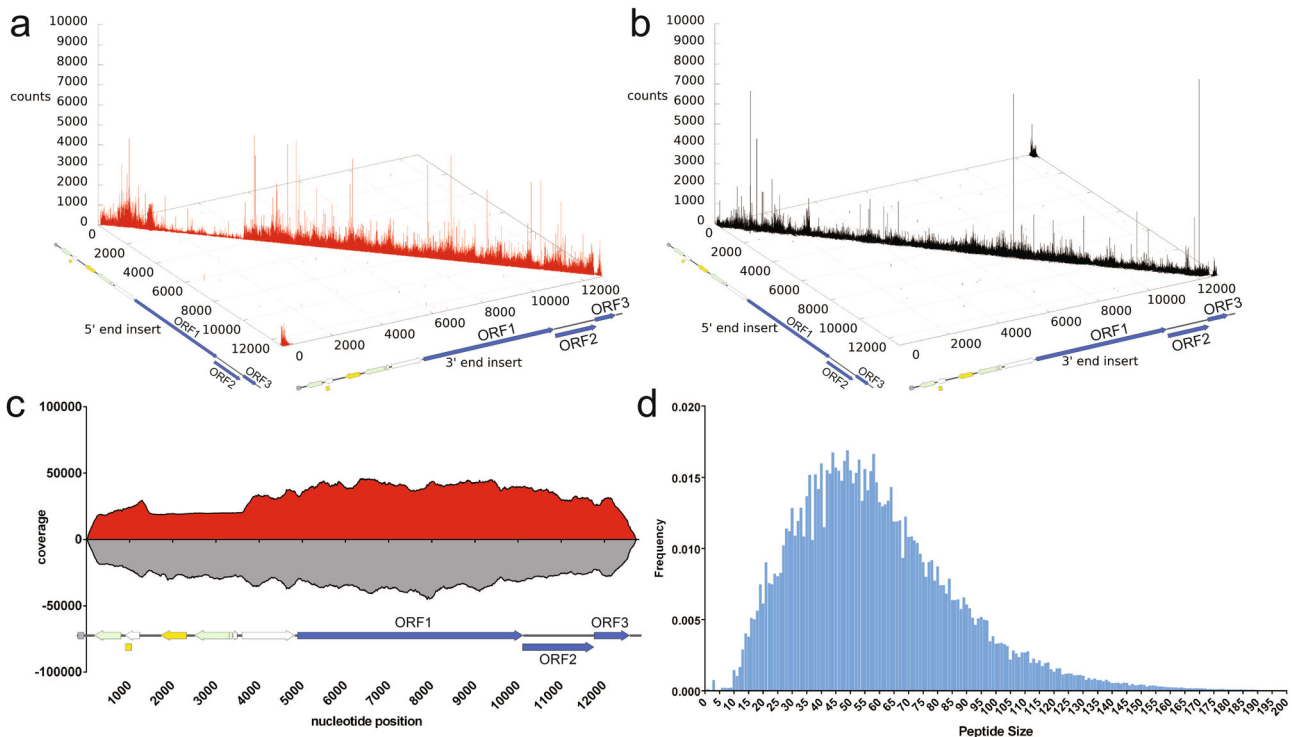 a
10000
9000
8000
7000
6000
5000
4000
3000
2000
1000
0
counts
0
2000
4000
6000
8000
10000
12000
5' end insert
ORF1
ORF2
ORF3
0
2000
4000
6000
8000
10000
12000
3' end insert
ORF1
ORF2
ORF3
b
10000
9000
8000
7000
6000
5000
4000
3000
2000
1000
0
counts
0
2000
4000
6000
8000
10000
12000
5' end insert
ORF1
ORF2
ORF3
0
2000
4000
6000
8000
10000
12000
3' end insert
ORF1
ORF2
ORF3
c
100000
50000
0
-50000
-100000
coverage
ORF1
ORF2
ORF3
1000 2000 3000 4000 5000 6000 7000 8000 9000 10000 11000 12000
nucleotide position
d
0.020
0.015
0.010
0.005
0.000
Frequency
0 5 10 15 20 25 30 35 40 45 50 55 60 65 70 75 80 85 90 95 100 105 110 115 120 125 130 135 140 145 150 155 160 165 170 175 180 185 190 195 200
Peptide Size